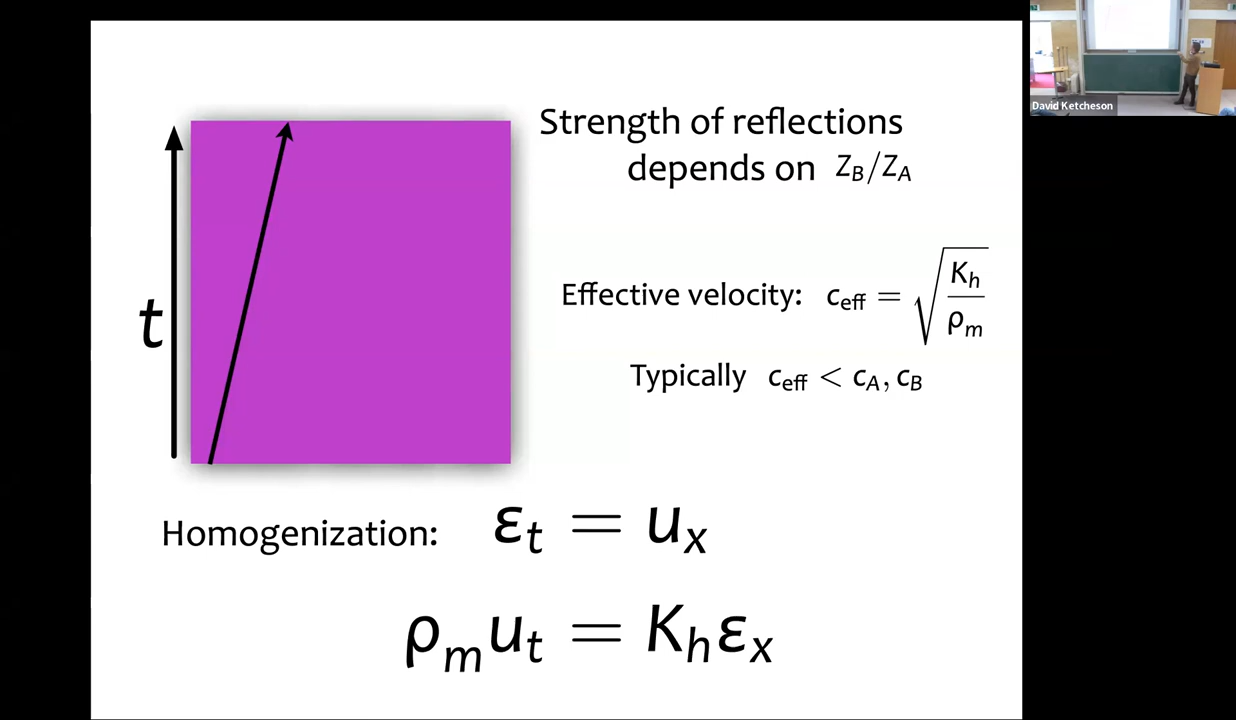 Strength of reflections
depends on Z_B/Z_A
t
Effective velocity: c_eff = √(K_h/ρ_m)
Typically c_eff < c_A, c_B
Homogenization: ε_t = u_x
ρ_m u_t = K_h ε_x
David Ketcheson